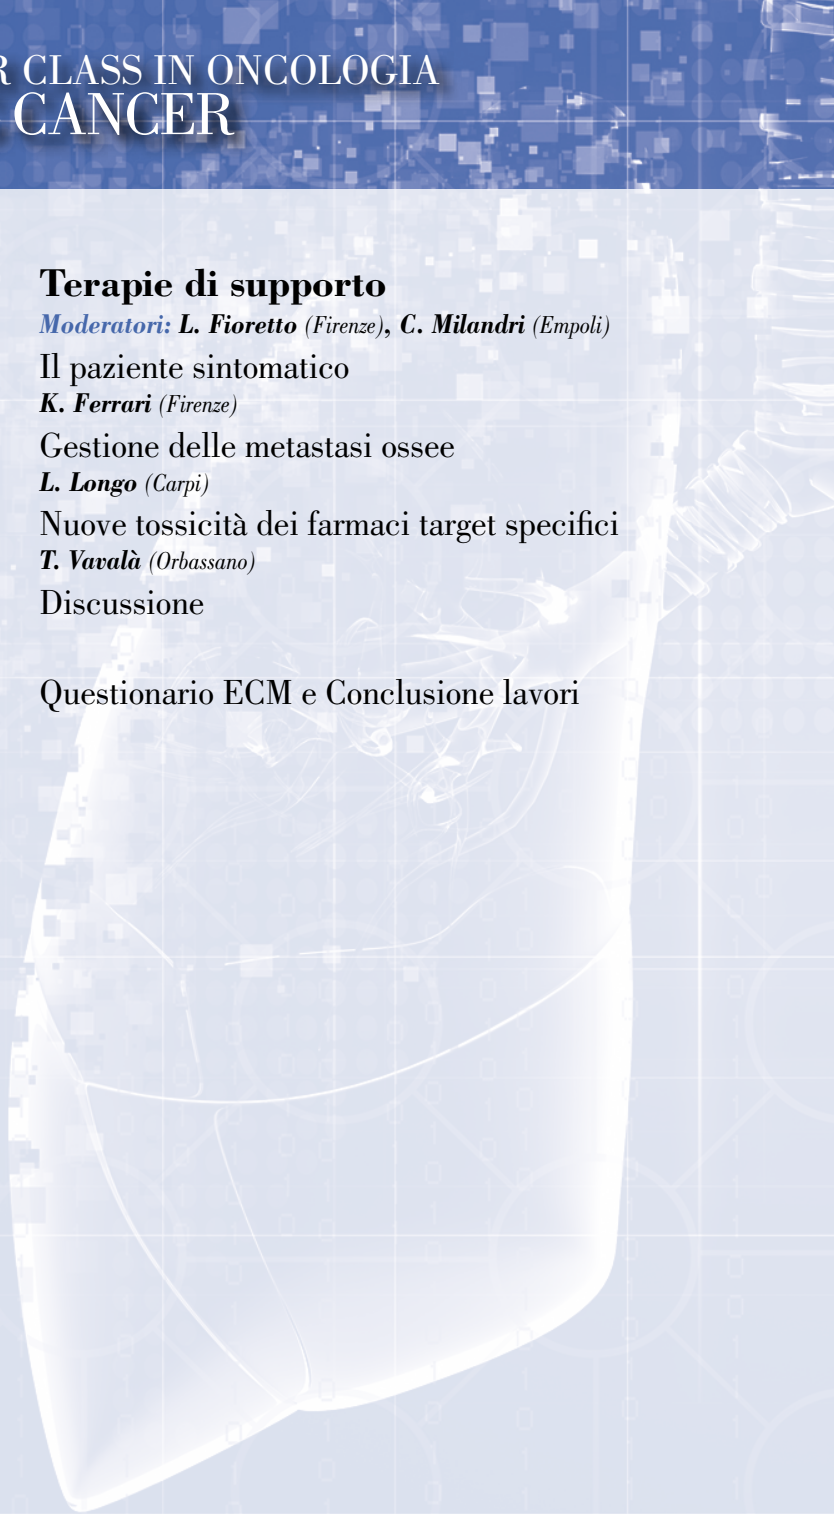 R CLASS IN ONCOLOGIA
CANCER
Terapie di supporto
Moderatori: L. Fioretto (Firenze), C. Milandri (Empoli)
Il paziente sintomatico
K. Ferrari (Firenze)
Gestione delle metastasi ossee
L. Longo (Carpi)
Nuove tossicità dei farmaci target specifici
T. Vavalà (Orbassano)
Discussione
Questionario ECM e Conclusione lavori